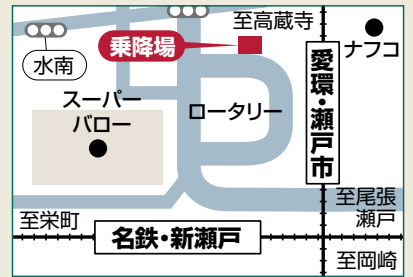 至高蔵寺
乗降場
ナフコ
水南
愛環・瀬戸市
スーパー
バロー
ロータリー
至尾張
瀬戸
至栄町
名鉄・新瀬戸
至岡崎